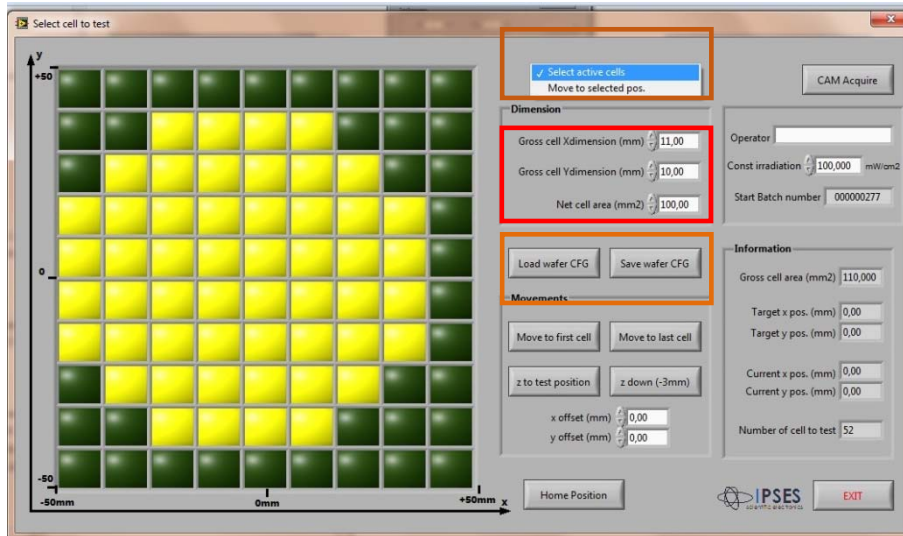 Select cell to test
y
+50
0
-50
-50mm
0mm
+50mm
x
✓ Select active cells
Move to selected pos.
CAM Acquire
Dimension
Gross cell Xdimension (mm) 11,00
Gross cell Ydimension (mm) 10,00
Net cell area (mm2) 100,00
Operator
Const irradiation 100,000 mW/cm2
Start Batch number 000000277
Load wafer CFG
Save wafer CFG
Movements
Move to first cell
Move to last cell
z to test position
z down (-3mm)
x offset (mm) 0,00
y offset (mm) 0,00
Information
Gross cell area (mm2) 110,000
Target x pos. (mm) 0,00
Target y pos. (mm) 0,00
Current x pos. (mm) 0,00
Current y pos. (mm) 0,00
Number of cell to test 52
Home Position
IPSES
scientific electronics
EXIT